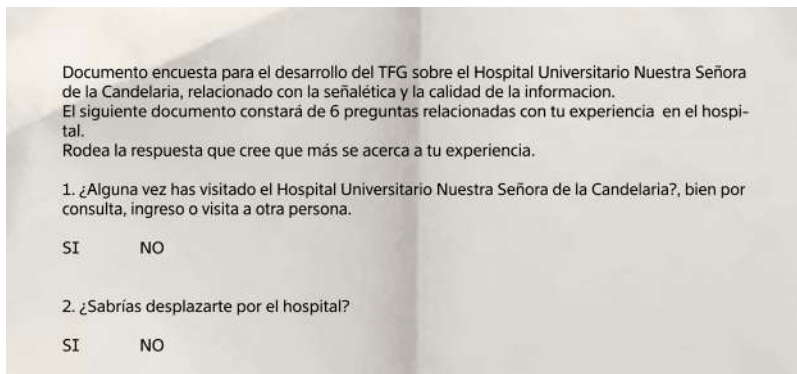 Documento encuesta para el desarrollo del TFG sobre el Hospital Universitario Nuestra Señora
de la Candelaria, relacionado con la señalética y la calidad de la informacion.
El siguiente documento constará de 6 preguntas relacionadas con tu experiencia  en el hospi-
tal.
Rodea la respuesta que cree que más se acerca a tu experiencia.
1. ¿Alguna vez has visitado el Hospital Universitario Nuestra Señora de la Candelaria?, bien por
consulta, ingreso o visita a otra persona.
SI NO
2. ¿Sabrías desplazarte por el hospital?
SI NO